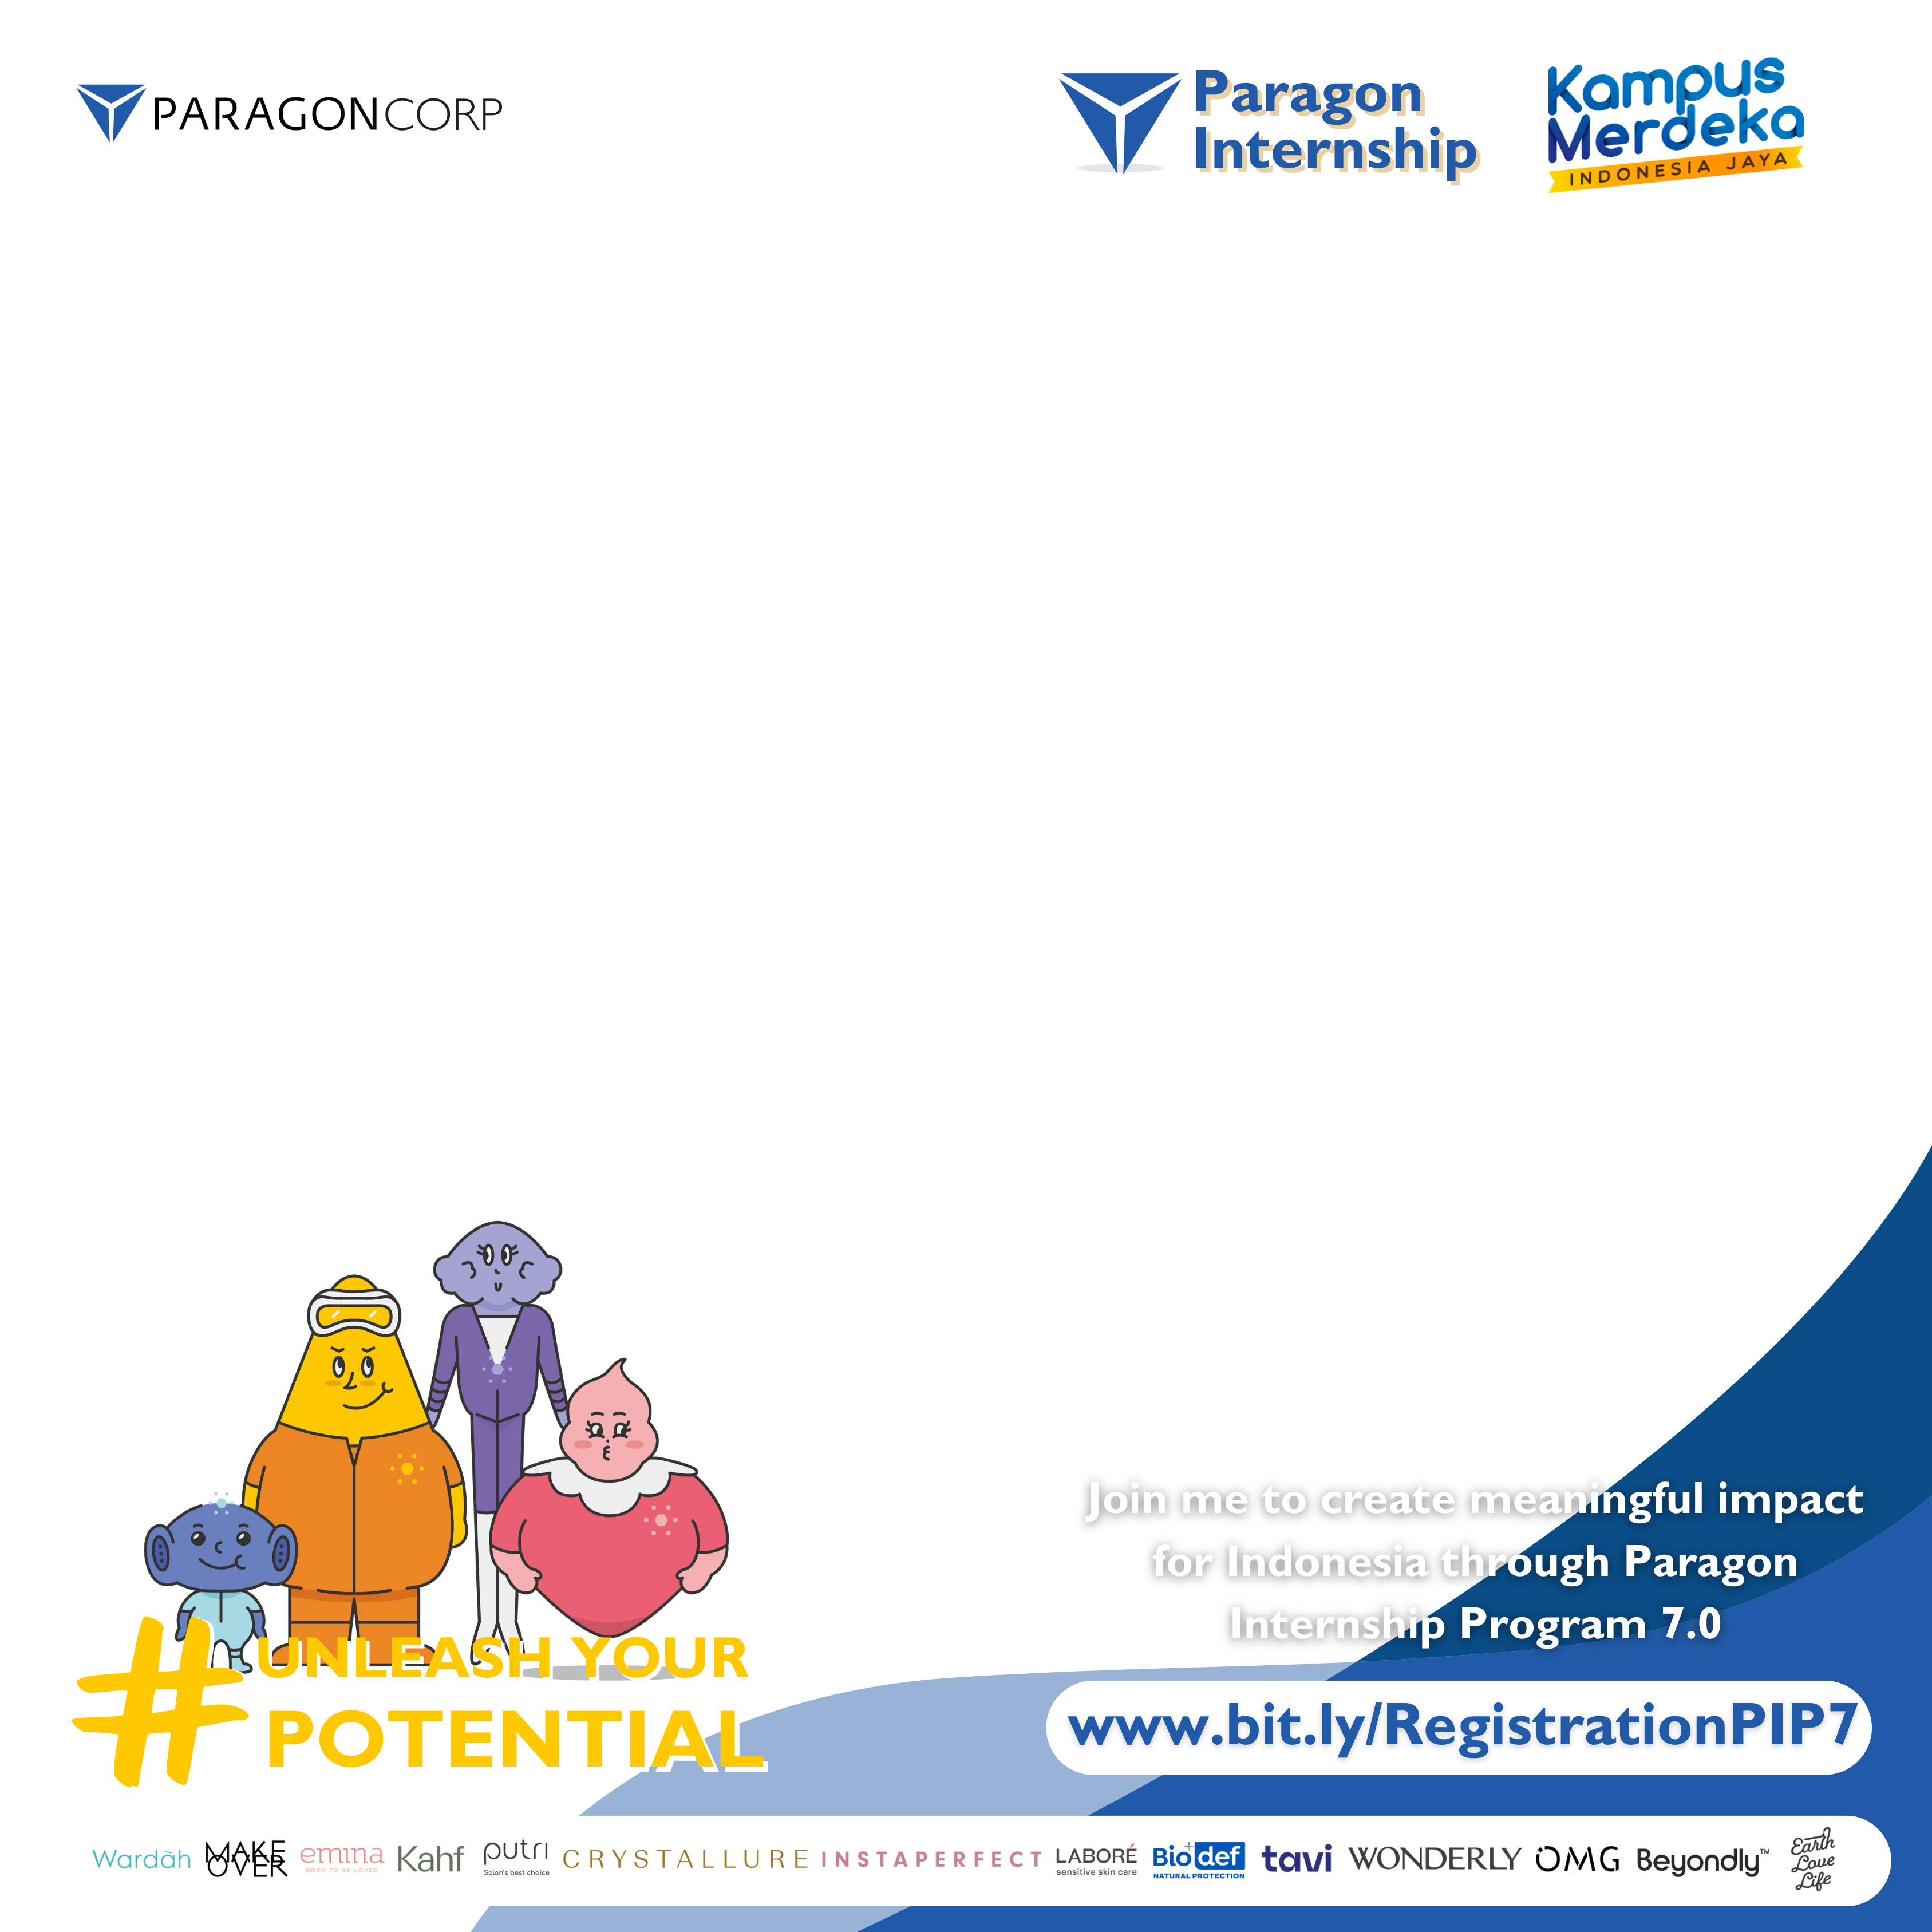 PARAGONCORP
Paragon
Internship
Kampus
Merdeka
INDONESIA JAYA
Join me to create meaningful impact
for Indonesia through Paragon
Internship Program 7.0
#UNLEASH YOUR
POTENTIAL
www.bit.ly/RegistrationPIP7
Wardah
MAKE
OVER
emina
BORN TO BE LOVED
Kahf
putri
Salon's best choice
CRYSTALLURE
INSTAPERFECT
LABORÉ
sensitive skin care
Bio+def
NATURAL PROTECTION
tavi
WONDERLY
OMG
Beyondly™
Earth
Love
Life